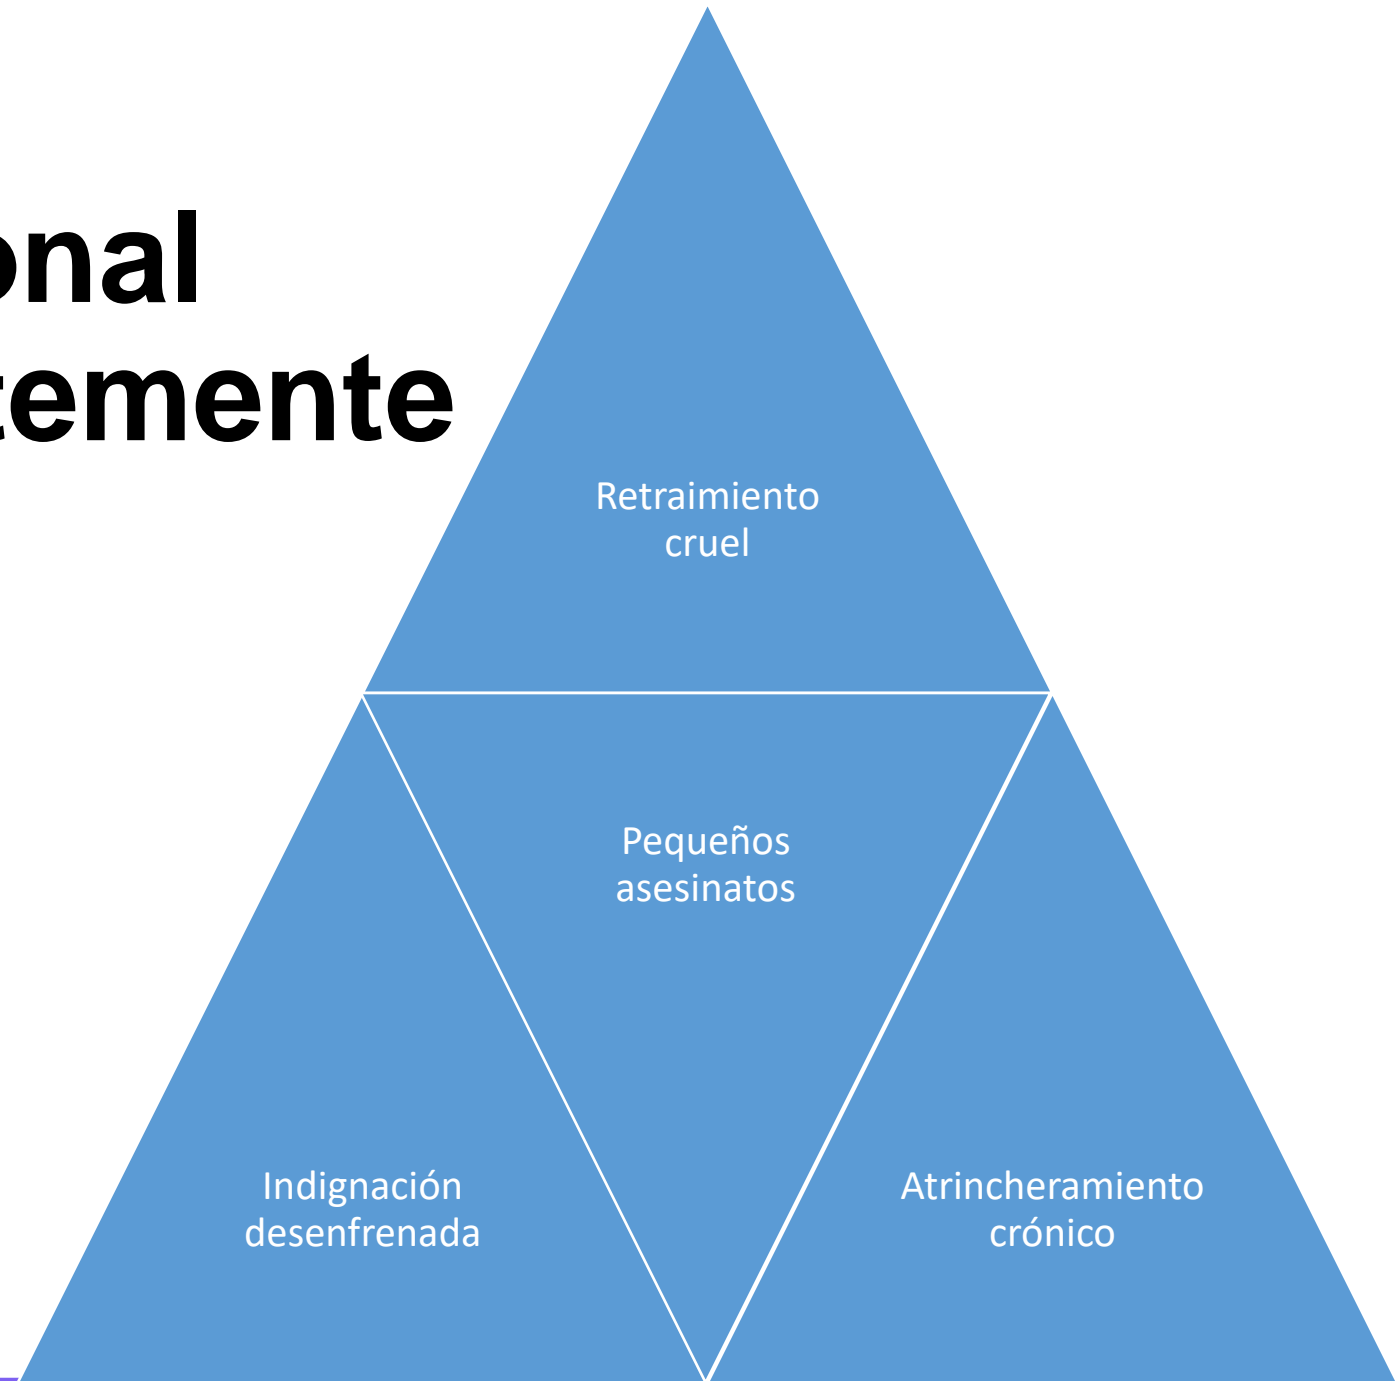 onal
temente
Retraimiento
cruel
Pequeños
asesinatos
Indignación
desenfrenada
Atrincheramiento
crónico